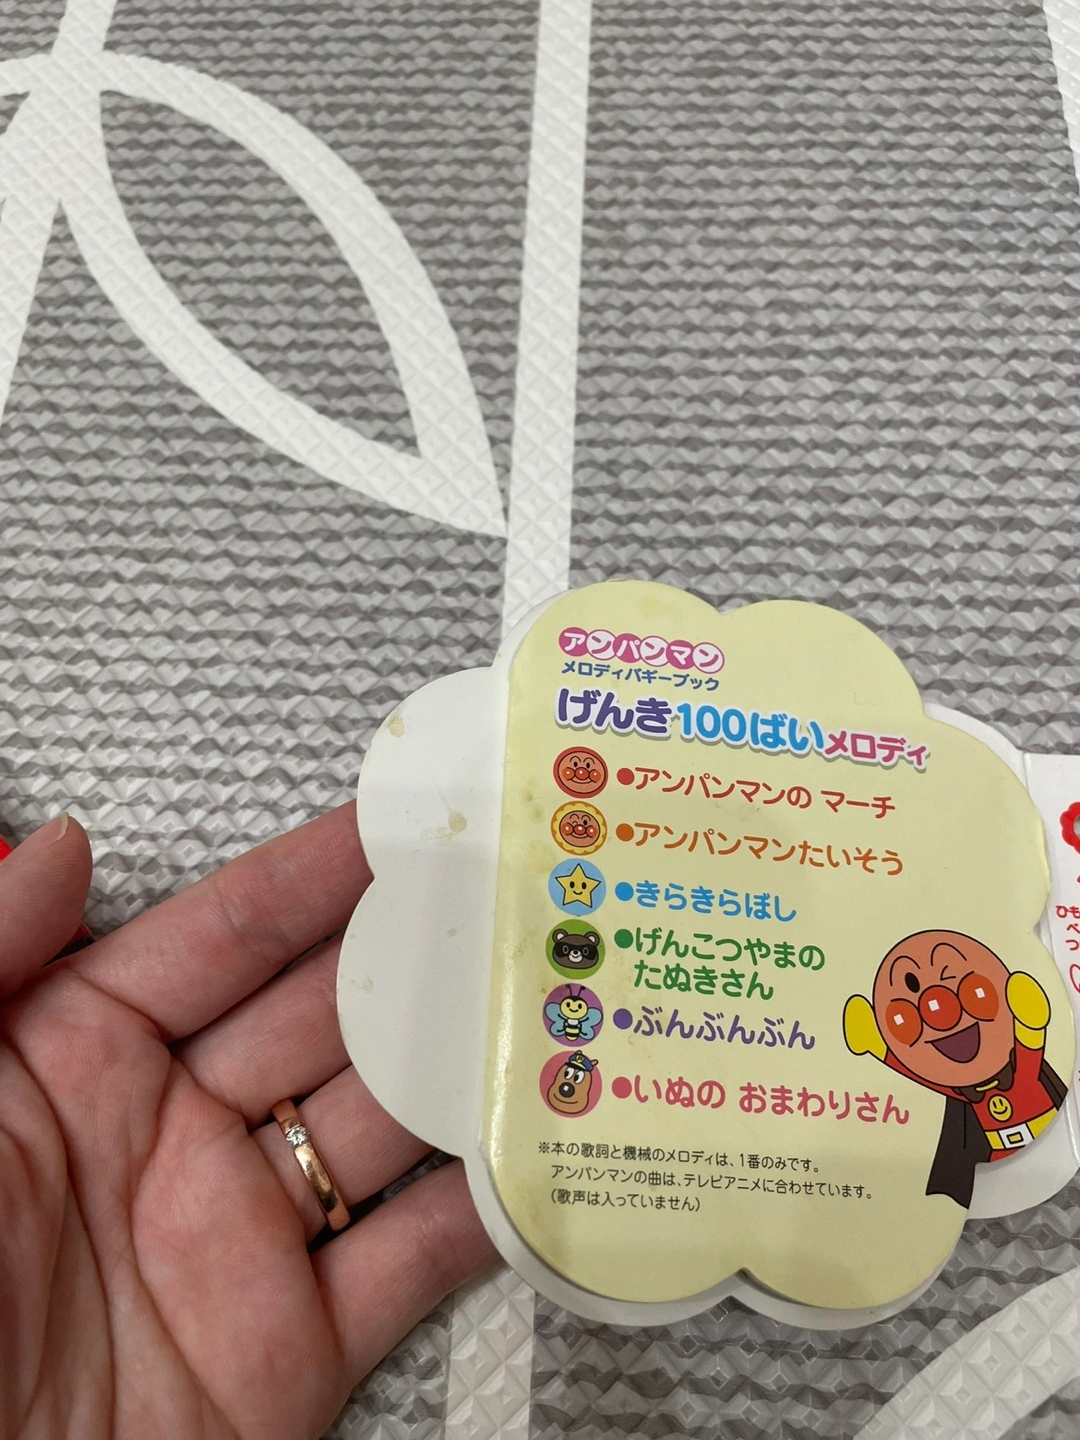 アンパンマン
メロディバギーブック
げんき100ばいメロディ
●アンパンマンの マーチ
●アンパンマンたいそう
●きらきらぼし
●げんこつやまの
たぬきさん
●ぶんぶんぶん
●いぬの おまわりさん
※本の歌詞と機械のメロディは、1番のみです。
アンパンマンの曲は、テレビアニメに合わせています。
(歌声は入っていません)
ひも